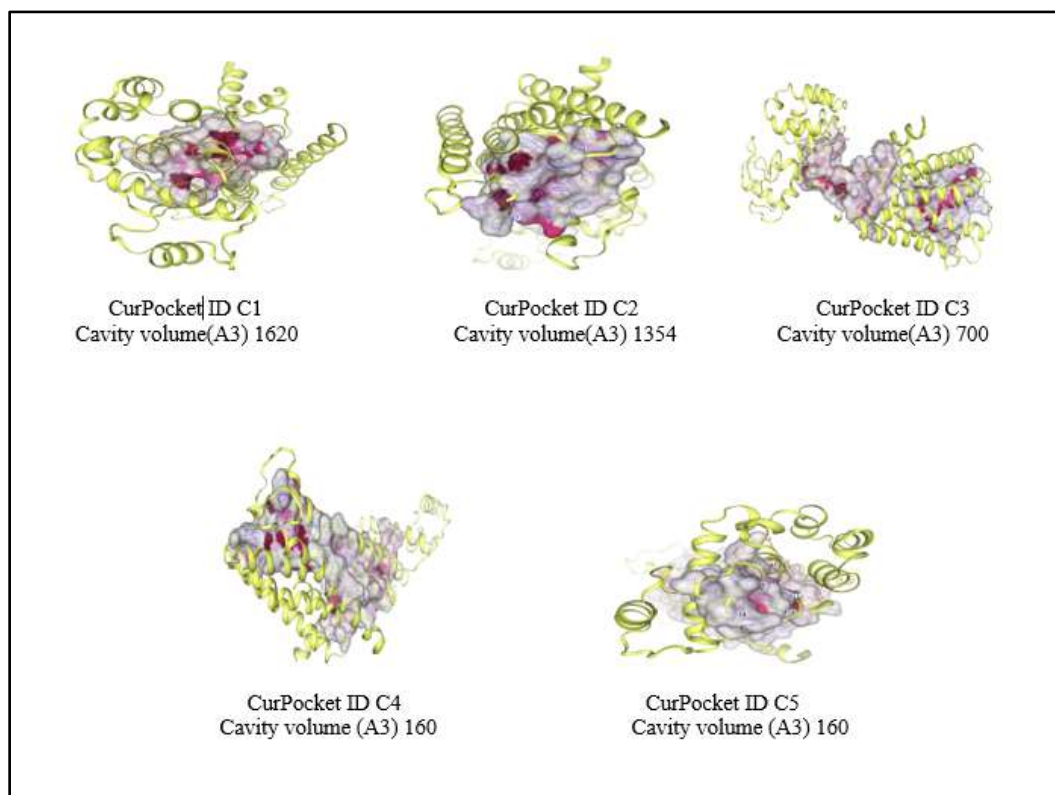 CurPocket ID C1
Cavity volume(A3) 1620
CurPocket ID C2
Cavity volume(A3) 1354
CurPocket ID C3
Cavity volume(A3) 700
CurPocket ID C4
Cavity volume (A3) 160
CurPocket ID C5
Cavity volume (A3) 160